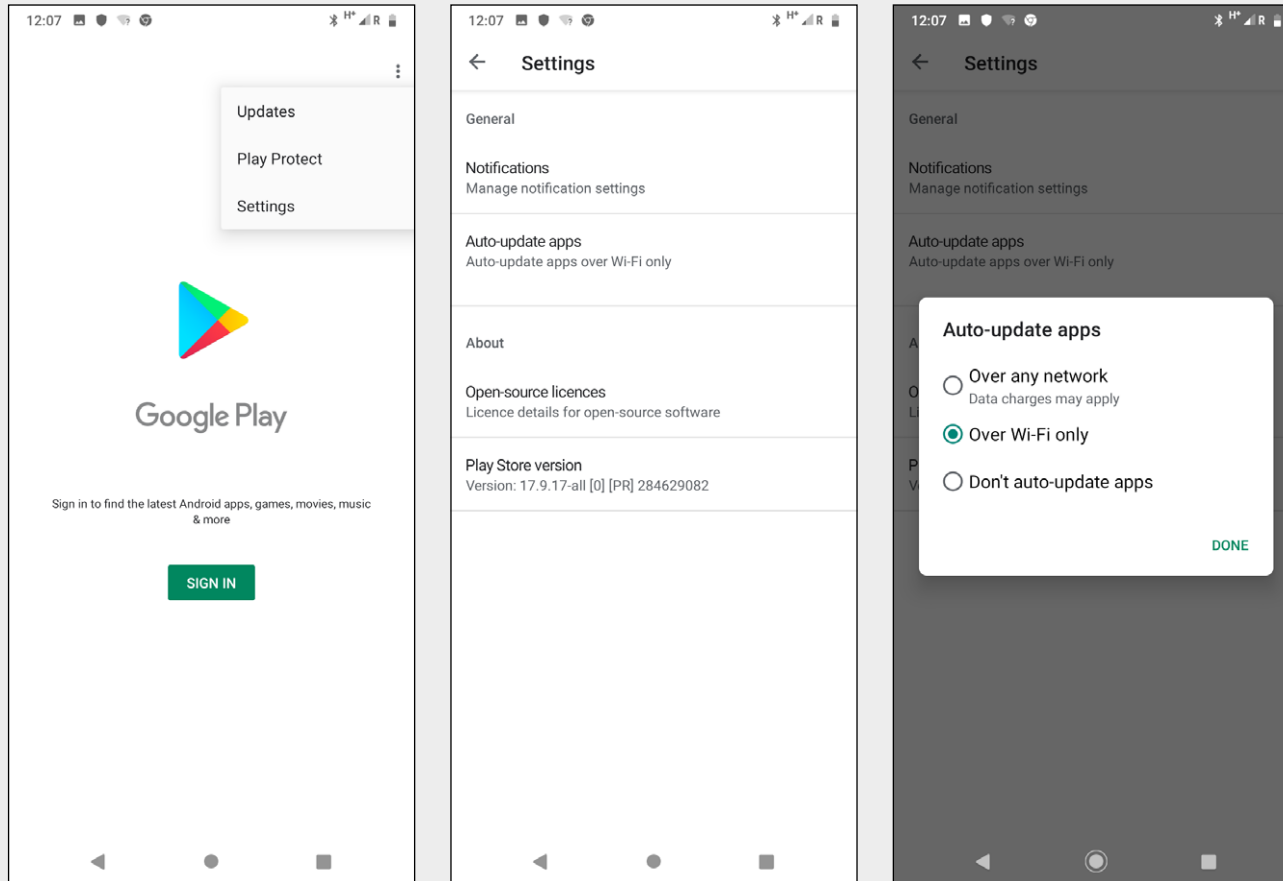 12:07
H+ R
Updates
Play Protect
Settings
Google Play
Sign in to find the latest Android apps, games, movies, music
& more
SIGN IN
12:07
H+ R
Settings
General
Notifications
Manage notification settings
Auto-update apps
Auto-update apps over Wi-Fi only
About
Open-source licences
Licence details for open-source software
Play Store version
Version: 17.9.17-all [0] [PR] 284629082
12:07
H+ R
Settings
General
Notifications
Manage notification settings
Auto-update apps
Auto-update apps over Wi-Fi only
A
O
Li
P
V
Auto-update apps
Over any network
Data charges may apply
Over Wi-Fi only
Don't auto-update apps
DONE